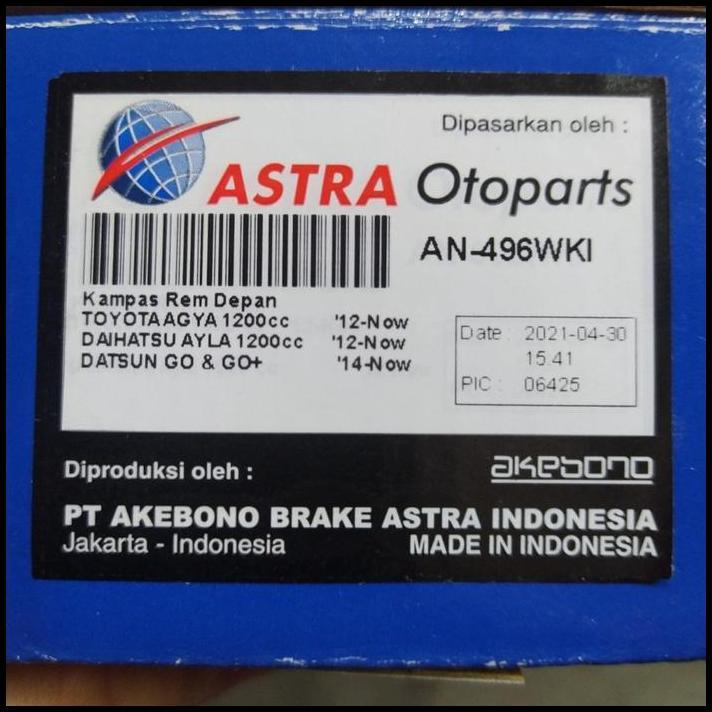 Dipasarkan oleh :
ASTRA Otoparts
AN-496WKI
Kampas Rem Depan
TOYOTA AGYA 1200cc '12-Now
DAIHATSU AYLA 1200cc '12-Now
DATSUN GO & GO+ '14-Now
Date : 2021-04-30
15.41
PIC : 06425
Diproduksi oleh : akebono
PT AKEBONO BRAKE ASTRA INDONESIA
Jakarta - Indonesia MADE IN INDONESIA